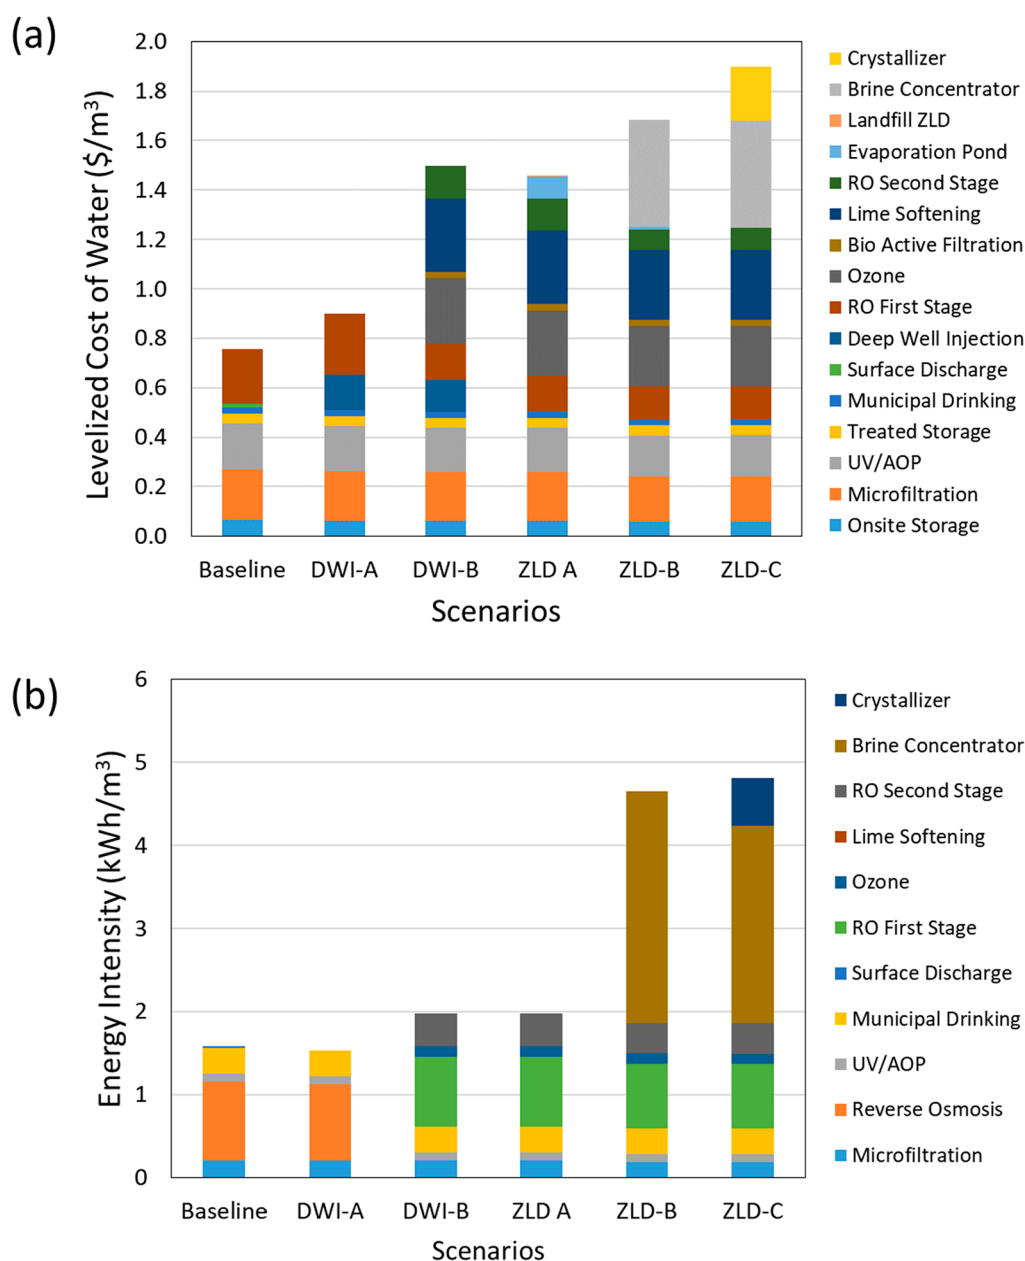 (a)
Levelized Cost of Water ($/m³)
2.0
1.8
1.6
1.4
1.2
1.0
0.8
0.6
0.4
0.2
0.0
Baseline DWI-A DWI-B ZLD A ZLD-B ZLD-C
Scenarios
Crystallizer
Brine Concentrator
Landfill ZLD
Evaporation Pond
RO Second Stage
Lime Softening
Bio Active Filtration
Ozone
RO First Stage
Deep Well Injection
Surface Discharge
Municipal Drinking
Treated Storage
UV/AOP
Microfiltration
Onsite Storage
(b)
Energy Intensity (kWh/m³)
6
5
4
3
2
1
0
Baseline DWI-A DWI-B ZLD A ZLD-B ZLD-C
Scenarios
Crystallizer
Brine Concentrator
RO Second Stage
Lime Softening
Ozone
RO First Stage
Surface Discharge
Municipal Drinking
UV/AOP
Reverse Osmosis
Microfiltration